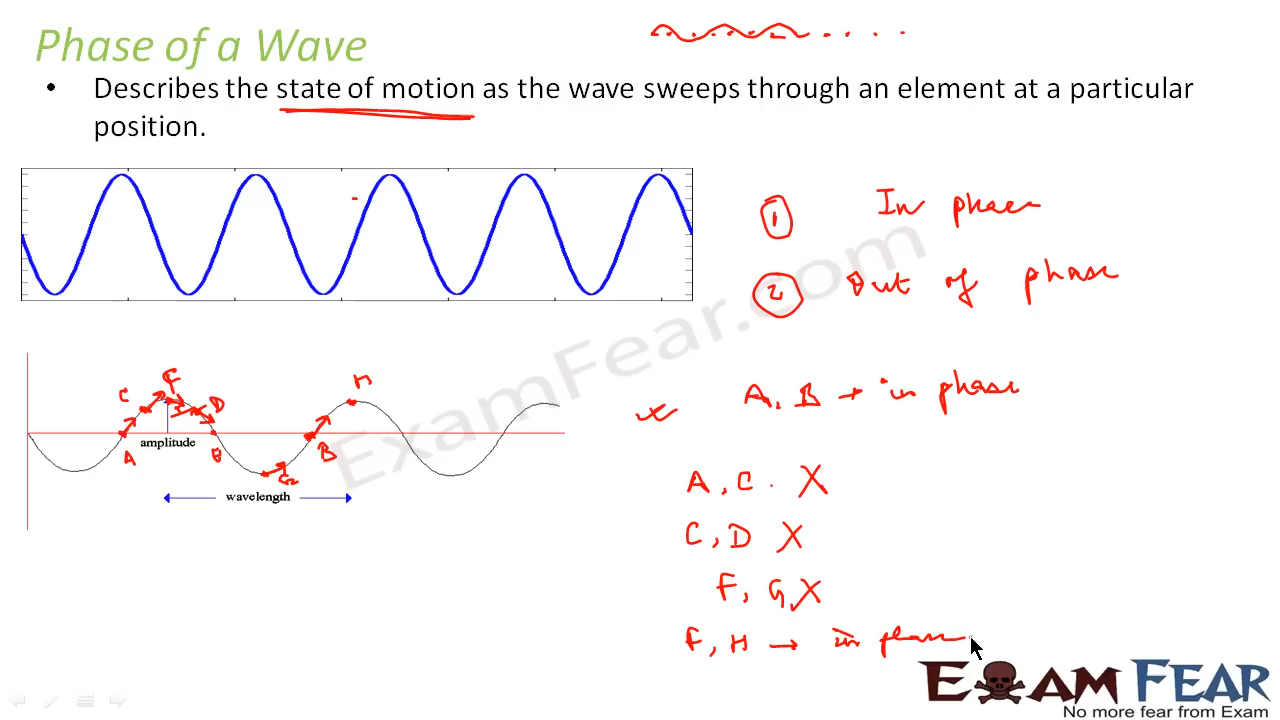 Phase of a Wave
• Describes the state of motion as the wave sweeps through an element at a particular
position.
1 In phase
2 Out of phase
C F D H
amplitude
A B B
G
wavelength
A, B → in phase
A, C. X
C, D X
F, G X
F, H → in phase
ExamFear.com
EXAM FEAR
No more fear from Exam